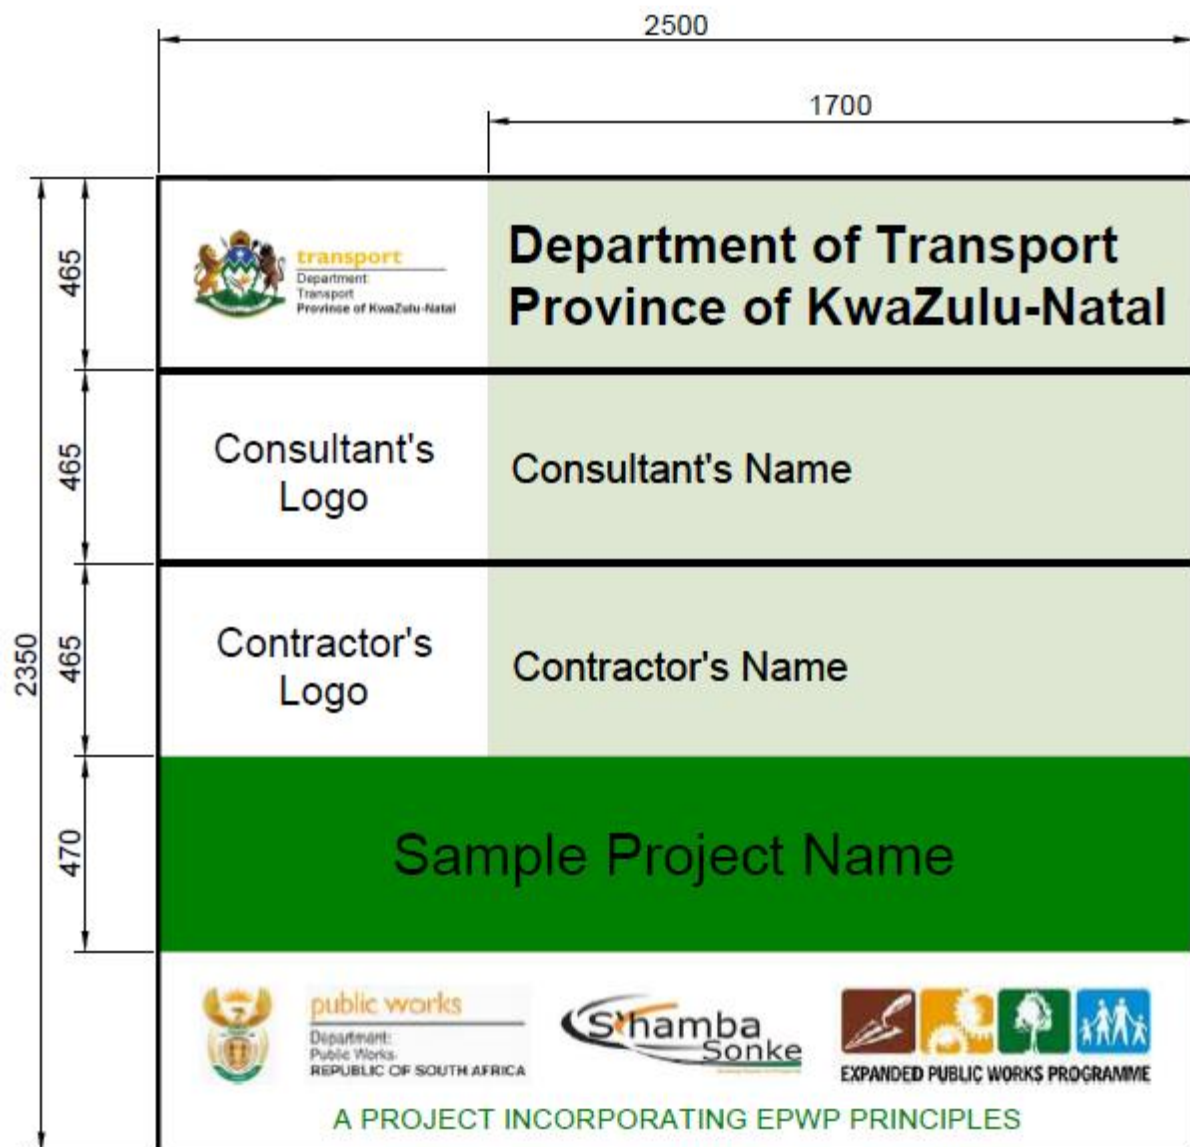 2500
1700
465
transport
Department:
Transport
Province of KwaZulu-Natal
Department of Transport
Province of KwaZulu-Natal
465
Consultant's
Logo
Consultant's Name
2350
465
Contractor's
Logo
Contractor's Name
470
Sample Project Name
public works
Department:
Public Works
REPUBLIC OF SOUTH AFRICA
S'hamba
Sonke
EXPANDED PUBLIC WORKS PROGRAMME
A PROJECT INCORPORATING EPWP PRINCIPLES